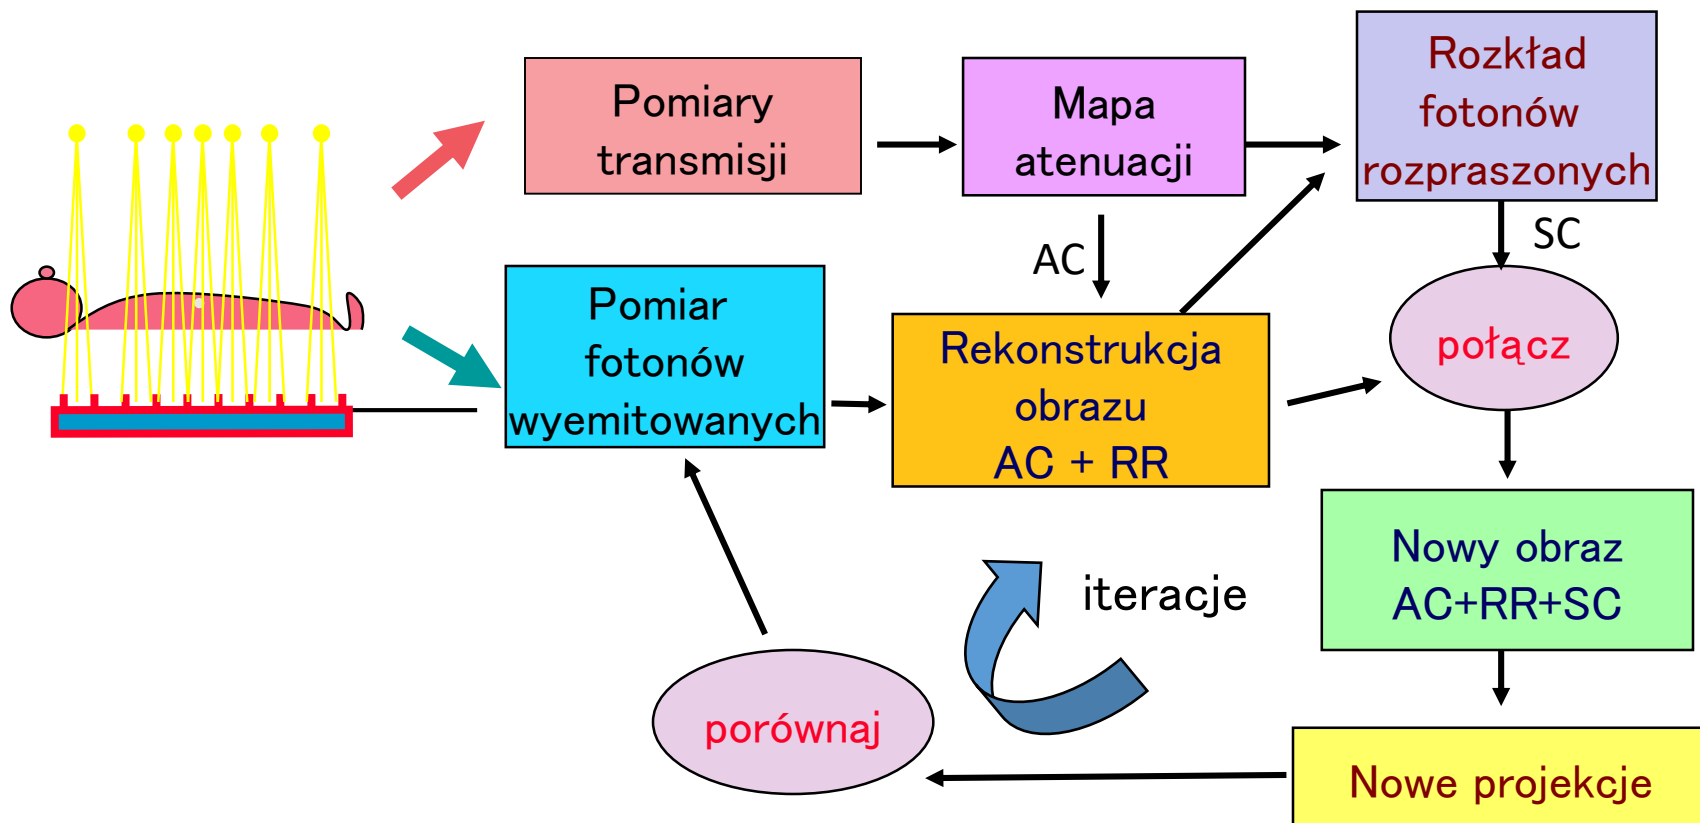 Pomiary
transmisji
Mapa
atenuacji
Rozkład
fotonów
rozpraszonych
AC
SC
Pomiar
fotonów
wyemitowanych
Rekonstrukcja
obrazu
AC + RR
połącz
Nowy obraz
AC+RR+SC
iteracje
porównaj
Nowe projekcje